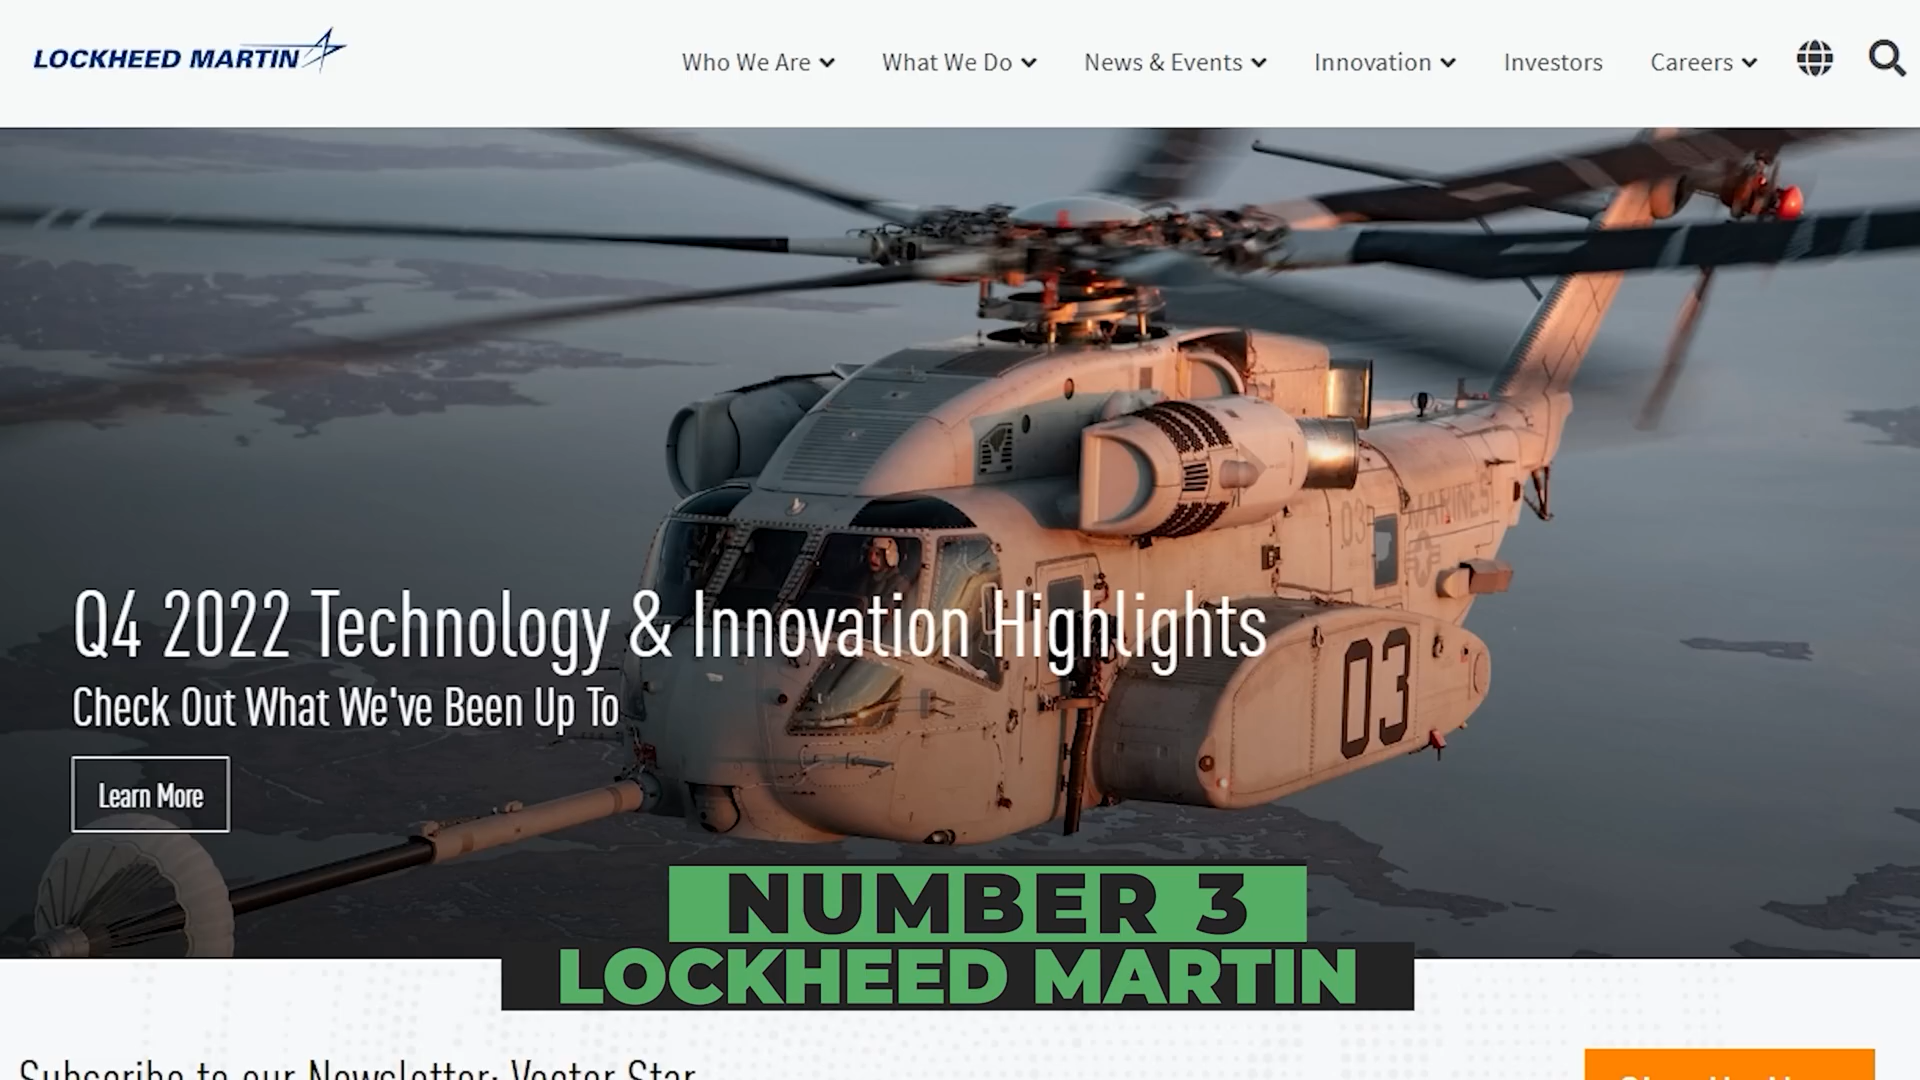 LOCKHEED MARTIN
Who We Are
What We Do
News & Events
Innovation
Investors
Careers
03
MARINES
Q4 2022 Technology & Innovation Highlights
Check Out What We've Been Up To
03
Learn More
NUMBER 3
LOCKHEED MARTIN
Subscribe to our Newsletter: Vector Star